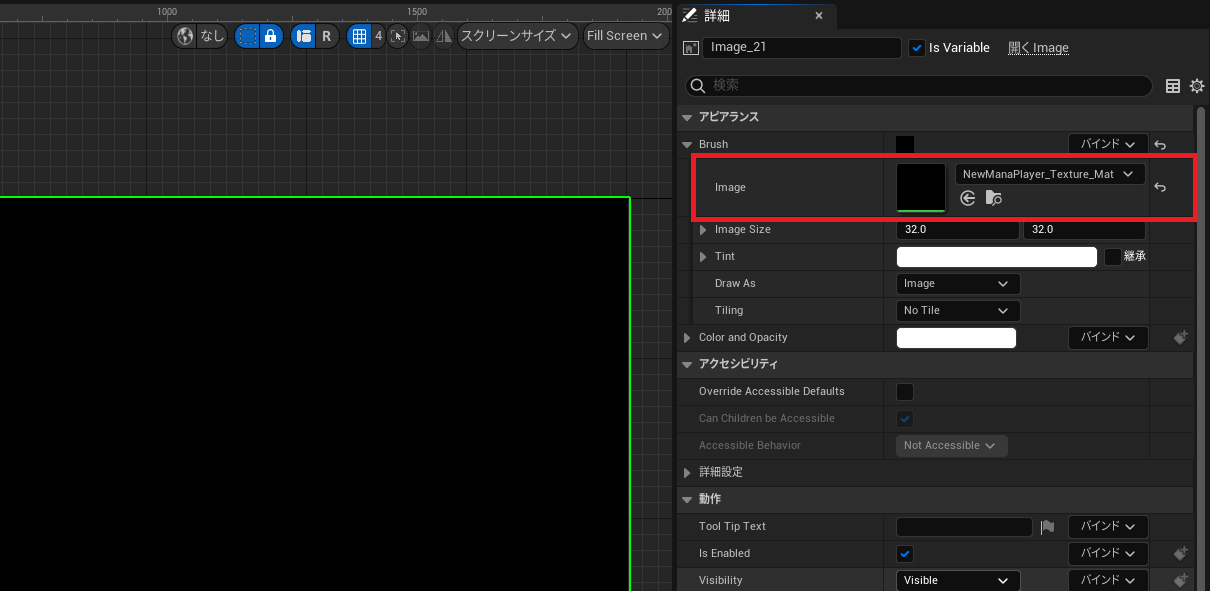 1000
1500
200
詳細
なし
R
4
スクリーンサイズ
Fill Screen
Image_21
Is Variable
開く Image
検索
アピアランス
Brush
バインド
Image
NewManaPlayer_Texture_Mat
Image Size
32.0
32.0
Tint
継承
Draw As
Image
Tiling
No Tile
Color and Opacity
バインド
アクセシビリティ
Override Accessible Defaults
Can Children be Accessible
Accessible Behavior
Not Accessible
詳細設定
動作
Tool Tip Text
バインド
Is Enabled
バインド
Visibility
Visible
バインド